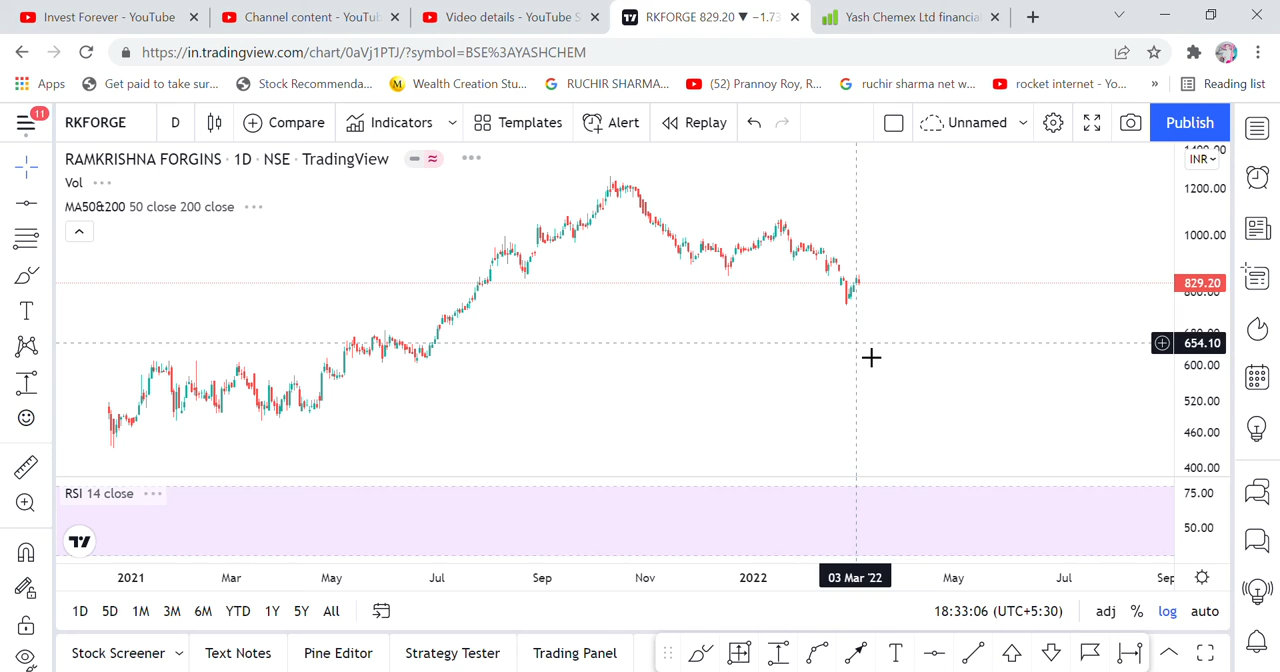 Invest Forever - YouTube
Channel content - YouTub
Video details - YouTube S
RKFORGE 829.20 ▼ −1.73
Yash Chemex Ltd financia
https://in.tradingview.com/chart/0aVj1PTJ/?symbol=BSE%3AYASHCHEM
Apps
Get paid to take sur...
Stock Recommenda...
Wealth Creation Stu...
RUCHIR SHARMA...
(52) Prannoy Roy, R...
ruchir sharma net w...
rocket internet - Yo...
»
Reading list
11
RKFORGE
D
Compare
Indicators
Templates
Alert
Replay
Unnamed
Publish
RAMKRISHNA FORGINS · 1D · NSE · TradingView
INR
Vol
MA50&200 50 close 200 close
1200.00
1000.00
829.20
654.10
600.00
520.00
460.00
400.00
RSI 14 close
75.00
50.00
2021
Mar
May
Jul
Sep
Nov
2022
03 Mar '22
May
Jul
Sep
1D
5D
1M
3M
6M
YTD
1Y
5Y
All
18:33:06 (UTC+5:30)
adj
%
log
auto
Stock Screener
Text Notes
Pine Editor
Strategy Tester
Trading Panel